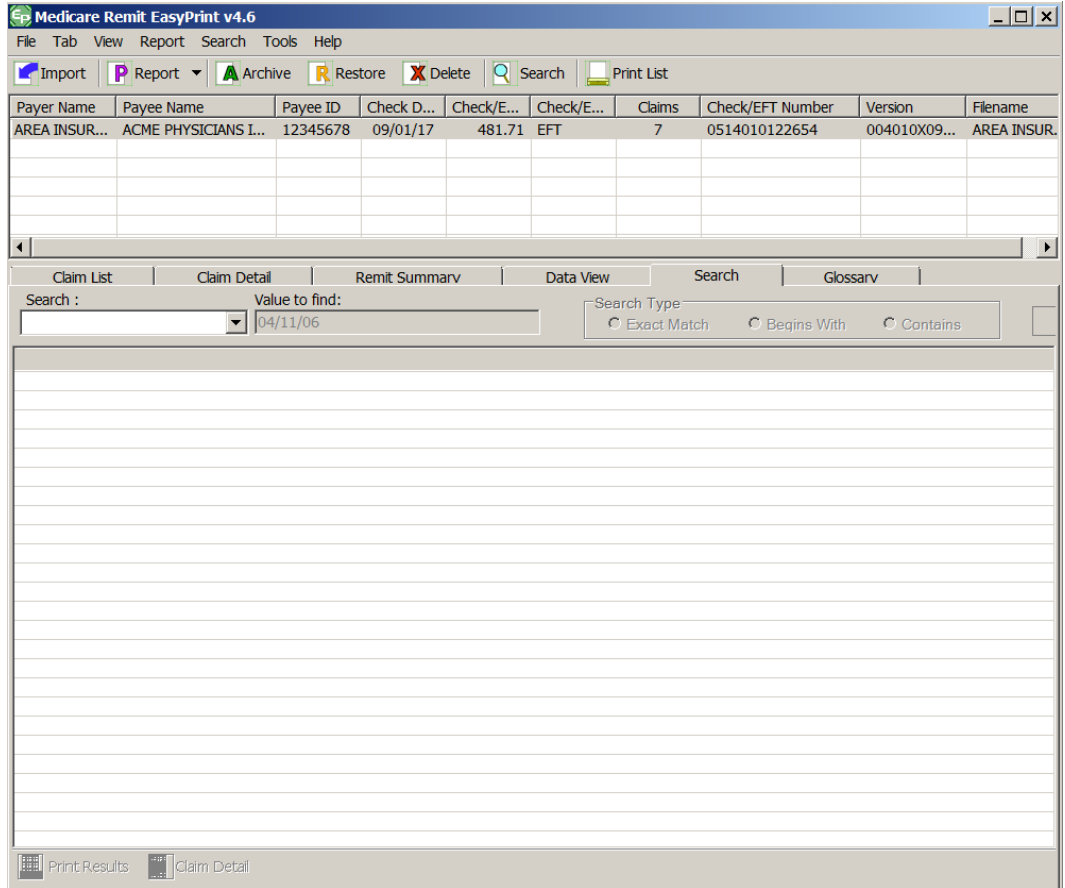 EP Medicare Remit EasyPrint v4.6
File Tab View Report Search Tools Help
Import P Report A Archive R Restore X Delete Search Print List
Payer Name Payee Name Payee ID Check D... Check/E... Check/E... Claims Check/EFT Number Version Filename
AREA INSUR... ACME PHYSICIANS I... 12345678 09/01/17 481.71 EFT 7 0514010122654 004010X09... AREA INSUR.
Claim List Claim Detail Remit Summary Data View Search Glossary
Search : Value to find: Search Type
04/11/06 Exact Match Begins With Contains
Print Results Claim Detail